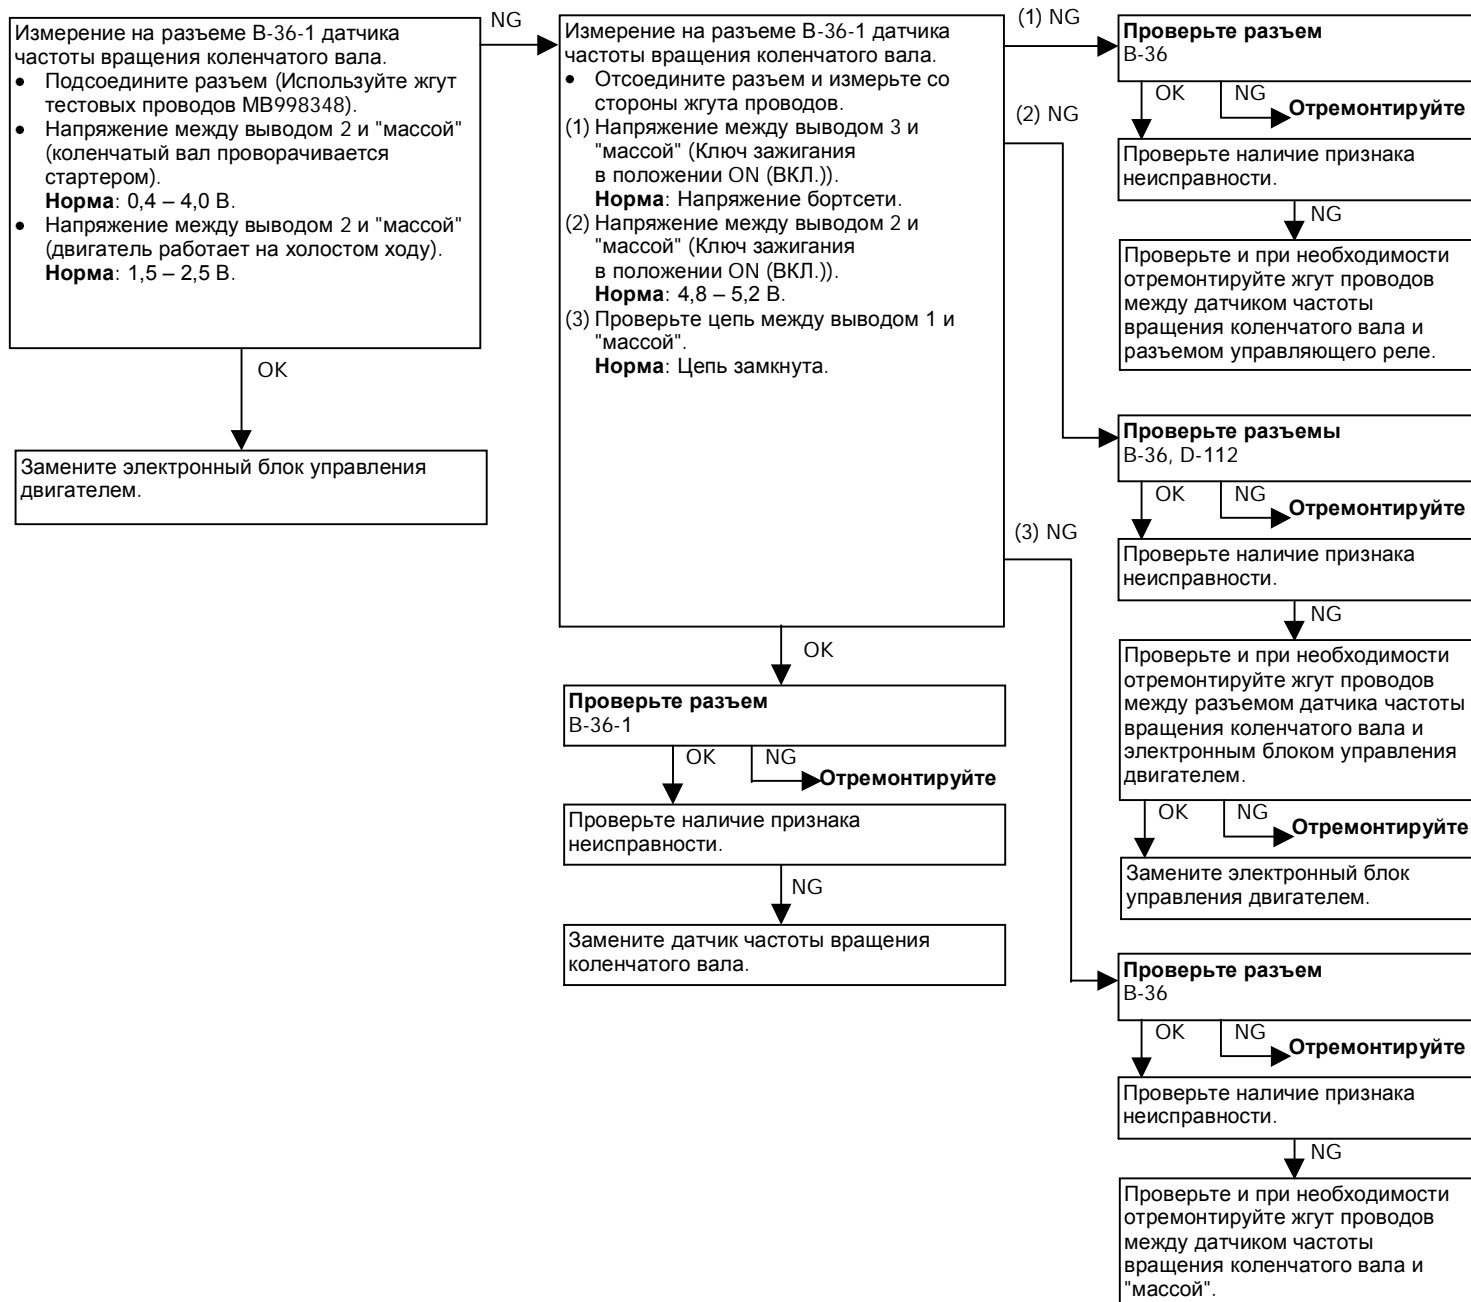 Измерение на разъеме B-36-1 датчика
частоты вращения коленчатого вала.
• Подсоедините разъем (Используйте жгут
тестовых проводов MB998348).
• Напряжение между выводом 2 и "массой"
(коленчатый вал проворачивается
стартером).
Норма: 0,4 – 4,0 В.
• Напряжение между выводом 2 и "массой"
(двигатель работает на холостом ходу).
Норма: 1,5 – 2,5 В.
NG
OK
Замените электронный блок управления
двигателем.
Измерение на разъеме B-36-1 датчика
частоты вращения коленчатого вала.
• Отсоедините разъем и измерьте со
стороны жгута проводов.
(1) Напряжение между выводом 3 и
"массой" (Ключ зажигания
в положении ON (ВКЛ.)).
Норма: Напряжение бортсети.
(2) Напряжение между выводом 2 и
"массой" (Ключ зажигания
в положении ON (ВКЛ.)).
Норма: 4,8 – 5,2 В.
(3) Проверьте цепь между выводом 1 и
"массой".
Норма: Цепь замкнута.
OK
Проверьте разъем
B-36-1
OK
NG
Отремонтируйте
Проверьте наличие признака
неисправности.
NG
Замените датчик частоты вращения
коленчатого вала.
(1) NG
Проверьте разъем
B-36
OK
NG
Отремонтируйте
Проверьте наличие признака
неисправности.
NG
Проверьте и при необходимости
отремонтируйте жгут проводов
между датчиком частоты
вращения коленчатого вала и
разъемом управляющего реле.
(2) NG
Проверьте разъемы
B-36, D-112
OK
NG
Отремонтируйте
Проверьте наличие признака
неисправности.
NG
Проверьте и при необходимости
отремонтируйте жгут проводов
между разъемом датчика частоты
вращения коленчатого вала и
электронным блоком управления
двигателем.
OK
NG
Отремонтируйте
Замените электронный блок
управления двигателем.
(3) NG
Проверьте разъем
B-36
OK
NG
Отремонтируйте
Проверьте наличие признака
неисправности.
NG
Проверьте и при необходимости
отремонтируйте жгут проводов
между датчиком частоты
вращения коленчатого вала и
"массой".